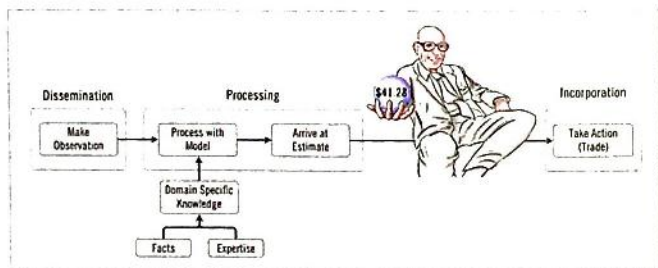 Dissemination
Processing
Incorporation
$41.28
Make
Observation
Process with
Model
Arrive at
Estimate
Take Action
(Trade)
Domain Specific
Knowledge
Facts
Expertise